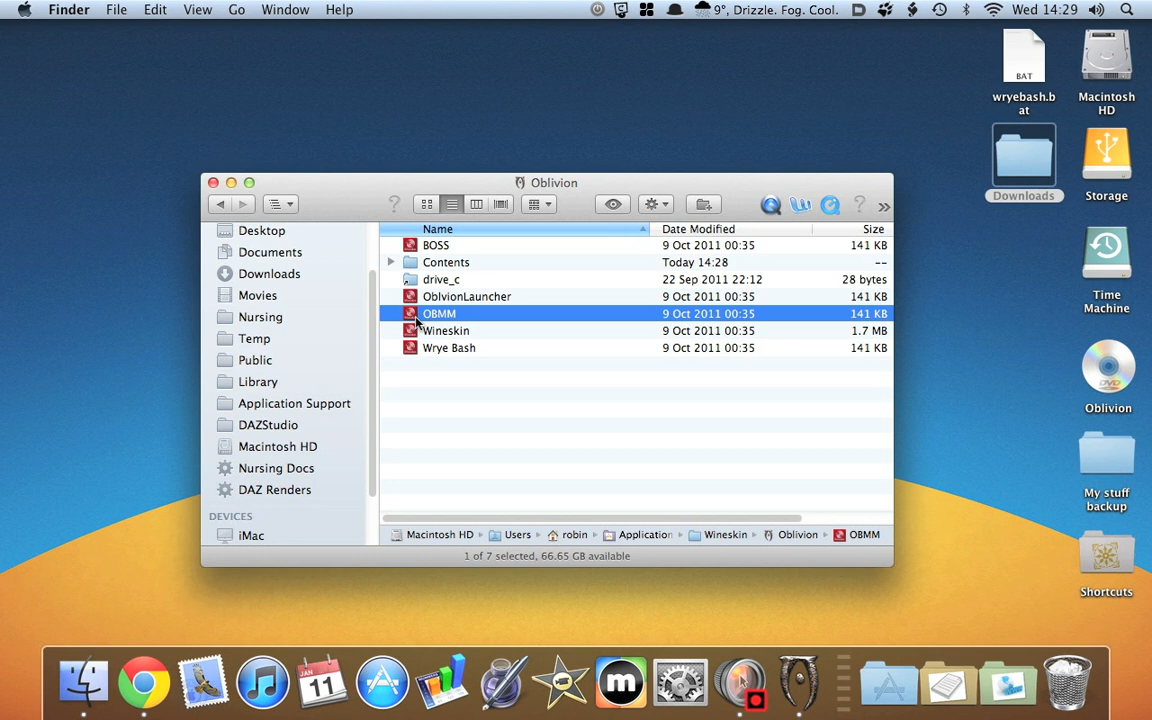 Finder File Edit View Go Window Help
9°, Drizzle. Fog. Cool. Wed 14:29
BAT
wryebash.b
at
Macintosh
HD
Downloads
Storage
Time
Machine
DVD
Oblivion
My stuff
backup
Shortcuts
Oblivion
Name Date Modified Size
BOSS 9 Oct 2011 00:35 141 KB
Contents Today 14:28 --
drive_c 22 Sep 2011 22:12 28 bytes
OblvionLauncher 9 Oct 2011 00:35 141 KB
OBMM 9 Oct 2011 00:35 141 KB
Wineskin 9 Oct 2011 00:35 1.7 MB
Wrye Bash 9 Oct 2011 00:35 141 KB
Desktop
Documents
Downloads
Movies
Nursing
Temp
Public
Library
Application Support
DAZStudio
Macintosh HD
Nursing Docs
DAZ Renders
DEVICES
iMac
Macintosh HD Users robin Application Wineskin Oblivion OBMM
1 of 7 selected, 66.65 GB available
JAN
11
m